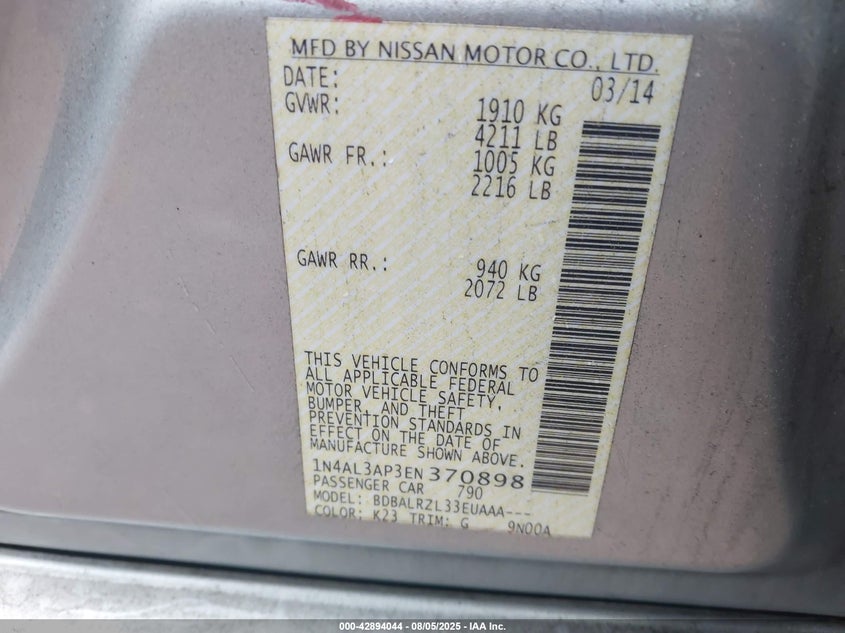 MFD BY NISSAN MOTOR CO., LTD.
DATE: 03/14
GVWR: 1910 KG
4211 LB
GAWR FR.: 1005 KG
2216 LB
GAWR RR.: 940 KG
2072 LB
THIS VEHICLE CONFORMS TO
ALL APPLICABLE FEDERAL
MOTOR VEHICLE SAFETY,
BUMPER, AND THEFT
PREVENTION STANDARDS IN
EFFECT ON THE DATE OF
MANUFACTURE SHOWN ABOVE.
1N4AL3AP3EN370898
PASSENGER CAR 790
MODEL: BDBALRZL33EUAAA---
COLOR: K23 TRIM: G 9N00A
000-42894044 - 08/05/2025 - IAA Inc.